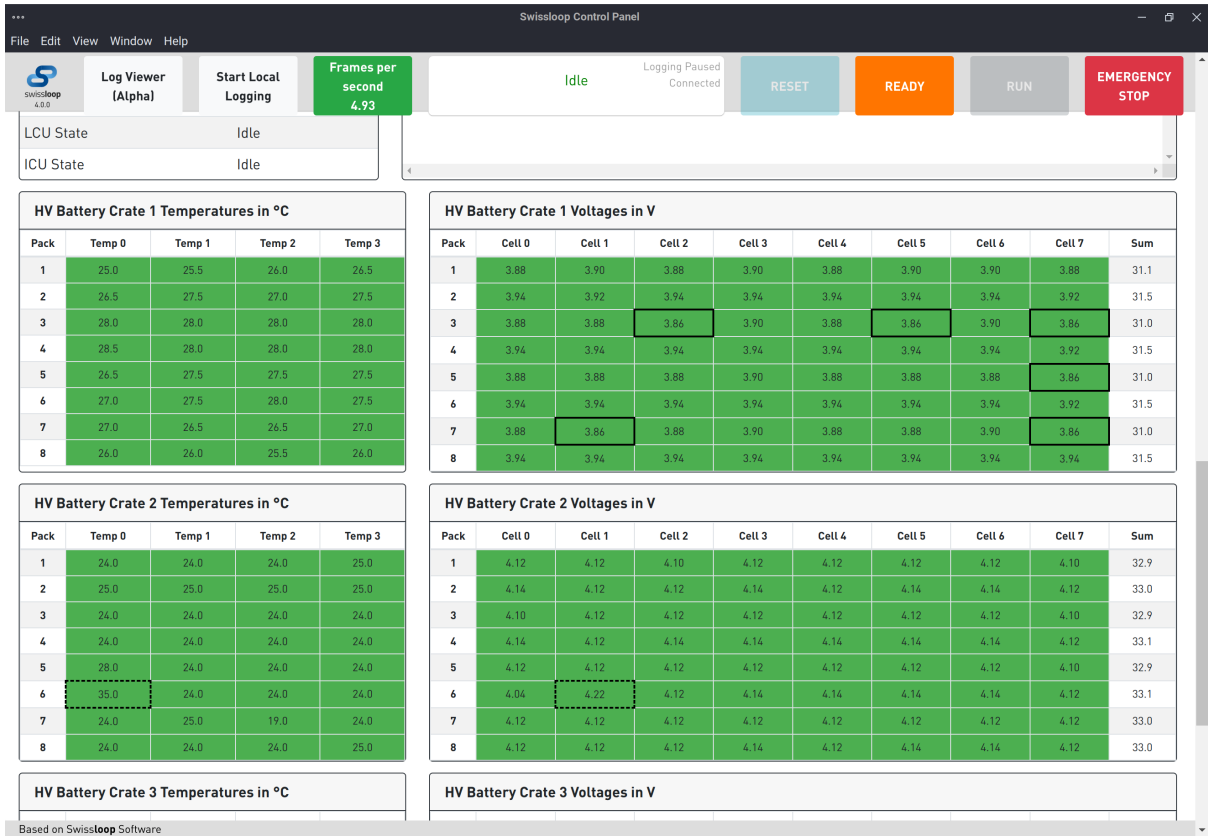 Swissloop Control Panel
File Edit View Window Help
swissloop
4.0.0
Log Viewer
(Alpha)
Start Local
Logging
Frames per
second
4.93
Idle
Logging Paused
Connected
RESET
READY
RUN
EMERGENCY
STOP
LCU State Idle
ICU State Idle
HV Battery Crate 1 Temperatures in °C
Pack Temp 0 Temp 1 Temp 2 Temp 3
1 25.0 25.5 26.0 26.5
2 26.5 27.5 27.0 27.5
3 28.0 28.0 28.0 28.0
4 28.5 28.0 28.0 28.0
5 26.5 27.5 27.5 27.5
6 27.0 27.5 28.0 27.5
7 27.0 26.5 26.5 27.0
8 26.0 26.0 25.5 26.0
HV Battery Crate 1 Voltages in V
Pack Cell 0 Cell 1 Cell 2 Cell 3 Cell 4 Cell 5 Cell 6 Cell 7 Sum
1 3.88 3.90 3.88 3.90 3.88 3.90 3.90 3.88 31.1
2 3.94 3.92 3.94 3.94 3.94 3.94 3.94 3.92 31.5
3 3.88 3.88 3.86 3.90 3.88 3.86 3.90 3.86 31.0
4 3.94 3.94 3.94 3.94 3.94 3.94 3.94 3.92 31.5
5 3.88 3.88 3.88 3.90 3.88 3.88 3.88 3.86 31.0
6 3.94 3.94 3.94 3.94 3.94 3.94 3.94 3.92 31.5
7 3.88 3.86 3.88 3.90 3.88 3.88 3.90 3.86 31.0
8 3.94 3.94 3.94 3.94 3.94 3.94 3.94 3.94 31.5
HV Battery Crate 2 Temperatures in °C
Pack Temp 0 Temp 1 Temp 2 Temp 3
1 24.0 24.0 24.0 25.0
2 25.0 25.0 25.0 25.0
3 24.0 24.0 24.0 24.0
4 24.0 24.0 24.0 24.0
5 28.0 24.0 24.0 24.0
6 35.0 24.0 24.0 24.0
7 24.0 25.0 19.0 24.0
8 24.0 24.0 24.0 25.0
HV Battery Crate 2 Voltages in V
Pack Cell 0 Cell 1 Cell 2 Cell 3 Cell 4 Cell 5 Cell 6 Cell 7 Sum
1 4.12 4.12 4.10 4.12 4.12 4.12 4.12 4.10 32.9
2 4.14 4.12 4.12 4.12 4.12 4.14 4.14 4.12 33.0
3 4.10 4.12 4.12 4.12 4.12 4.12 4.12 4.10 32.9
4 4.14 4.12 4.14 4.14 4.14 4.14 4.14 4.12 33.1
5 4.12 4.12 4.12 4.12 4.12 4.12 4.12 4.10 32.9
6 4.04 4.22 4.12 4.14 4.14 4.14 4.14 4.12 33.1
7 4.12 4.12 4.12 4.12 4.12 4.12 4.14 4.12 33.0
8 4.12 4.12 4.12 4.12 4.12 4.14 4.14 4.12 33.0
HV Battery Crate 3 Temperatures in °C
HV Battery Crate 3 Voltages in V
Based on Swissloop Software